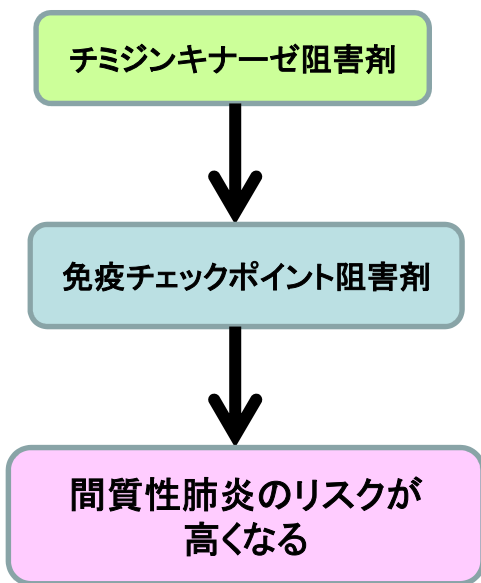 チミジンキナーゼ阻害剤
免疫チェックポイント阻害剤
間質性肺炎のリスクが
高くなる